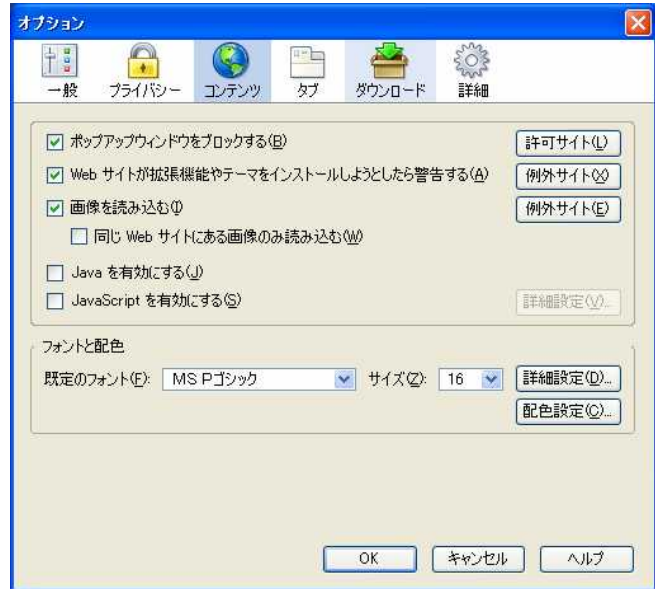 オプション
一般 プライバシー コンテンツ タブ ダウンロード 詳細
ポップアップウィンドウをブロックする(B) 許可サイト(L)
Web サイトが拡張機能やテーマをインストールしようとしたら警告する(A) 例外サイト(X)
画像を読み込む(I) 例外サイト(E)
同じ Web サイトにある画像のみ読み込む(W)
Java を有効にする(J)
JavaScript を有効にする(S) 詳細設定(V)...
フォントと配色
既定のフォント(F): MS Pゴシック サイズ(Z): 16 詳細設定(D)...
配色設定(C)...
OK キャンセル ヘルプ